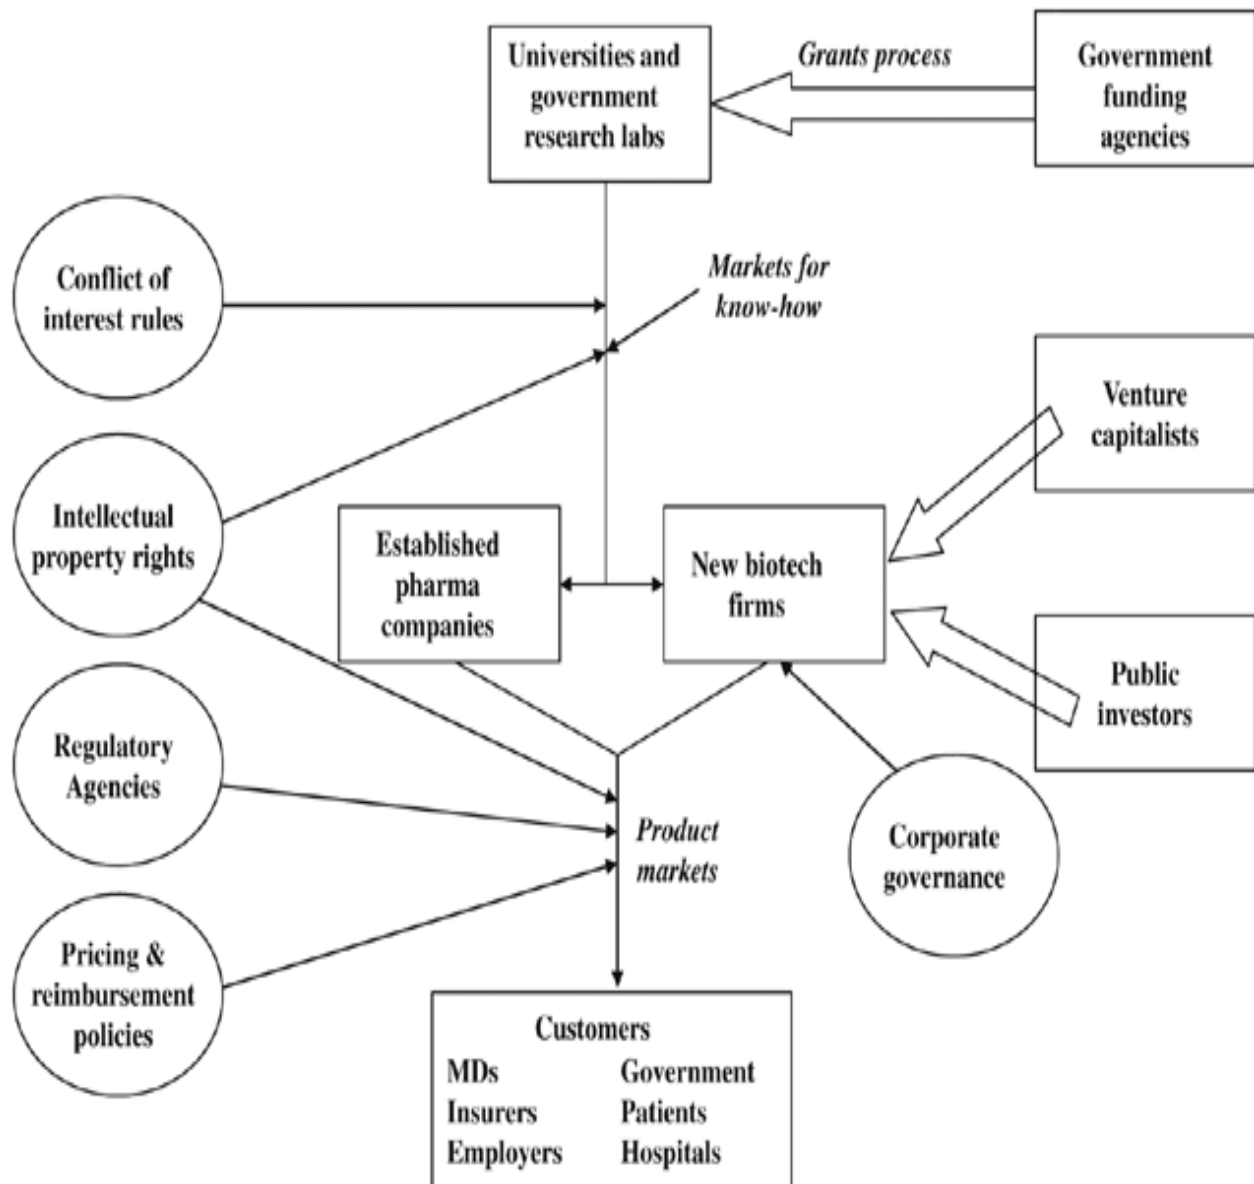 Universities and
government
research labs
Grants process
Government
funding
agencies
Conflict of
interest rules
Markets for
know-how
Venture
capitalists
Intellectual
property rights
Established
pharma
companies
New biotech
firms
Public
investors
Regulatory
Agencies
Product
markets
Corporate
governance
Pricing &
reimbursement
policies
Customers
MDs Government
Insurers Patients
Employers Hospitals